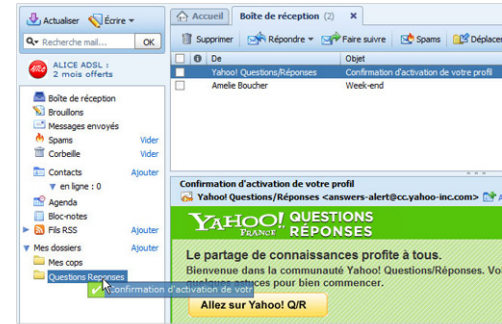 Actualiser Écrire
Recherche mail... OK
ALICE ADSL :
2 mois offerts
Boîte de réception
Brouillons
Messages envoyés
Spams Vider
Corbeille Vider
Contacts Ajouter
en ligne : 0
Agenda
Bloc-notes
Fils RSS Ajouter
Mes dossiers Ajouter
Mes cops
Questions Reponses
Confirmation d'activation de votr
Accueil Boîte de réception (2) X
Supprimer Répondre Faire suivre Spams Déplacer
De Objet
Yahoo! Questions/Réponses Confirmation d'activation de votre profil
Amelie Boucher Week-end
Confirmation d'activation de votre profil
Yahoo! Questions/Réponses <answers-alert@cc.yahoo-inc.com>
YAHOO! QUESTIONS
FRANCE RÉPONSES
Le partage de connaissances profite à tous.
Bienvenue dans la communauté Yahoo! Questions/Réponses.
quelques astuces pour bien commencer.
Allez sur Yahoo! Q/R